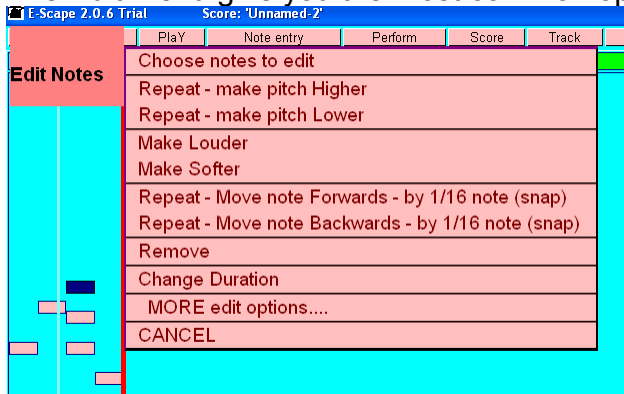 E-Scape 2.0.6 Trial Score: 'Unnamed-2'
PlaY Note entry Perform Score Track
Edit Notes
Choose notes to edit
Repeat - make pitch Higher
Repeat - make pitch Lower
Make Louder
Make Softer
Repeat - Move note Forwards - by 1/16 note (snap)
Repeat - Move note Backwards - by 1/16 note (snap)
Remove
Change Duration
MORE edit options....
CANCEL